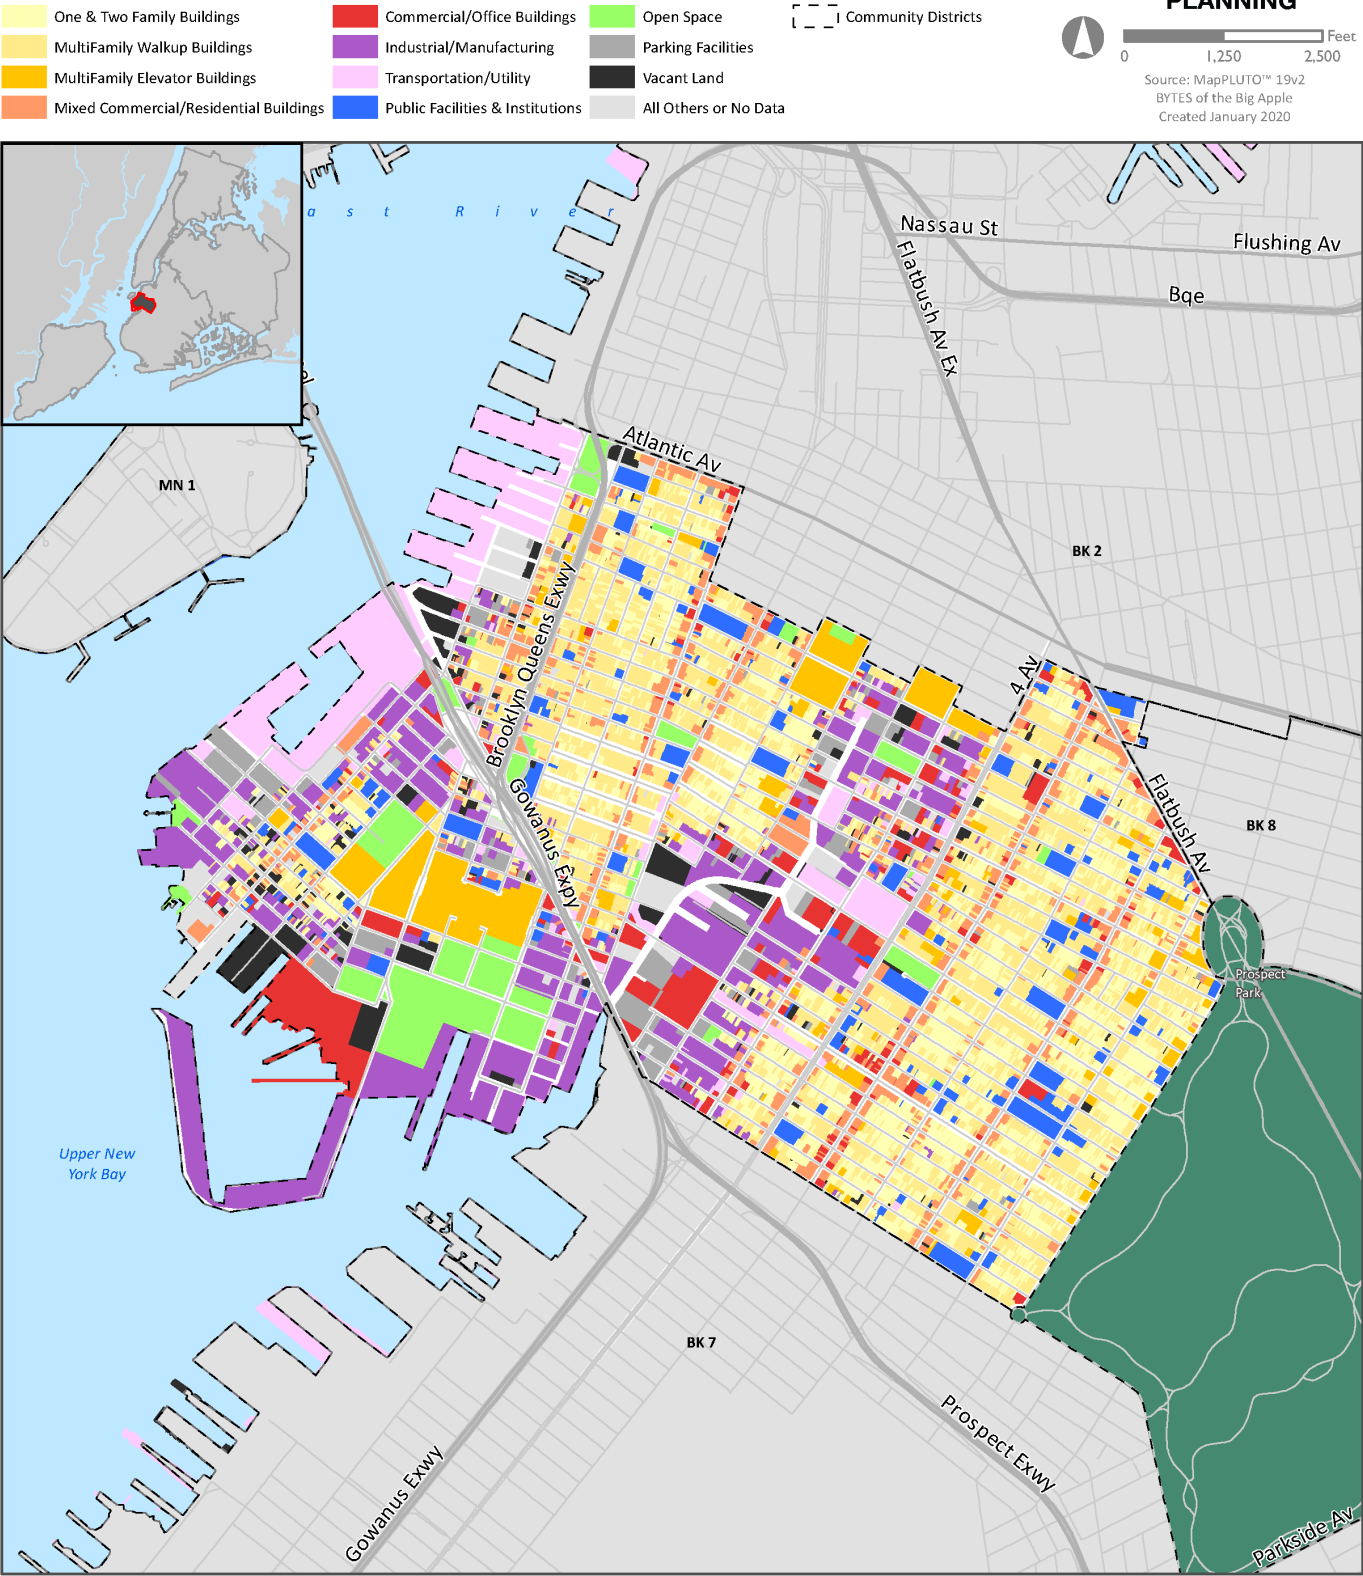 PLANNING
One & Two Family Buildings
MultiFamily Walkup Buildings
MultiFamily Elevator Buildings
Mixed Commercial/Residential Buildings
Commercial/Office Buildings
Industrial/Manufacturing
Transportation/Utility
Public Facilities & Institutions
Open Space
Parking Facilities
Vacant Land
All Others or No Data
Community Districts
Feet
0 1,250 2,500
Source: MapPLUTO™ 19v2
BYTES of the Big Apple
Created January 2020
a s t R i v e r
Nassau St
Flushing Av
Flatbush Av Ex
Bqe
el
Atlantic Av
MN 1
BK 2
Brooklyn Queens Exwy
4 Av
Gowanus Expy
Flatbush Av
BK 8
Prospect
Park
Upper New
York Bay
BK 7
Prospect Exwy
Gowanus Exwy
Parkside Av